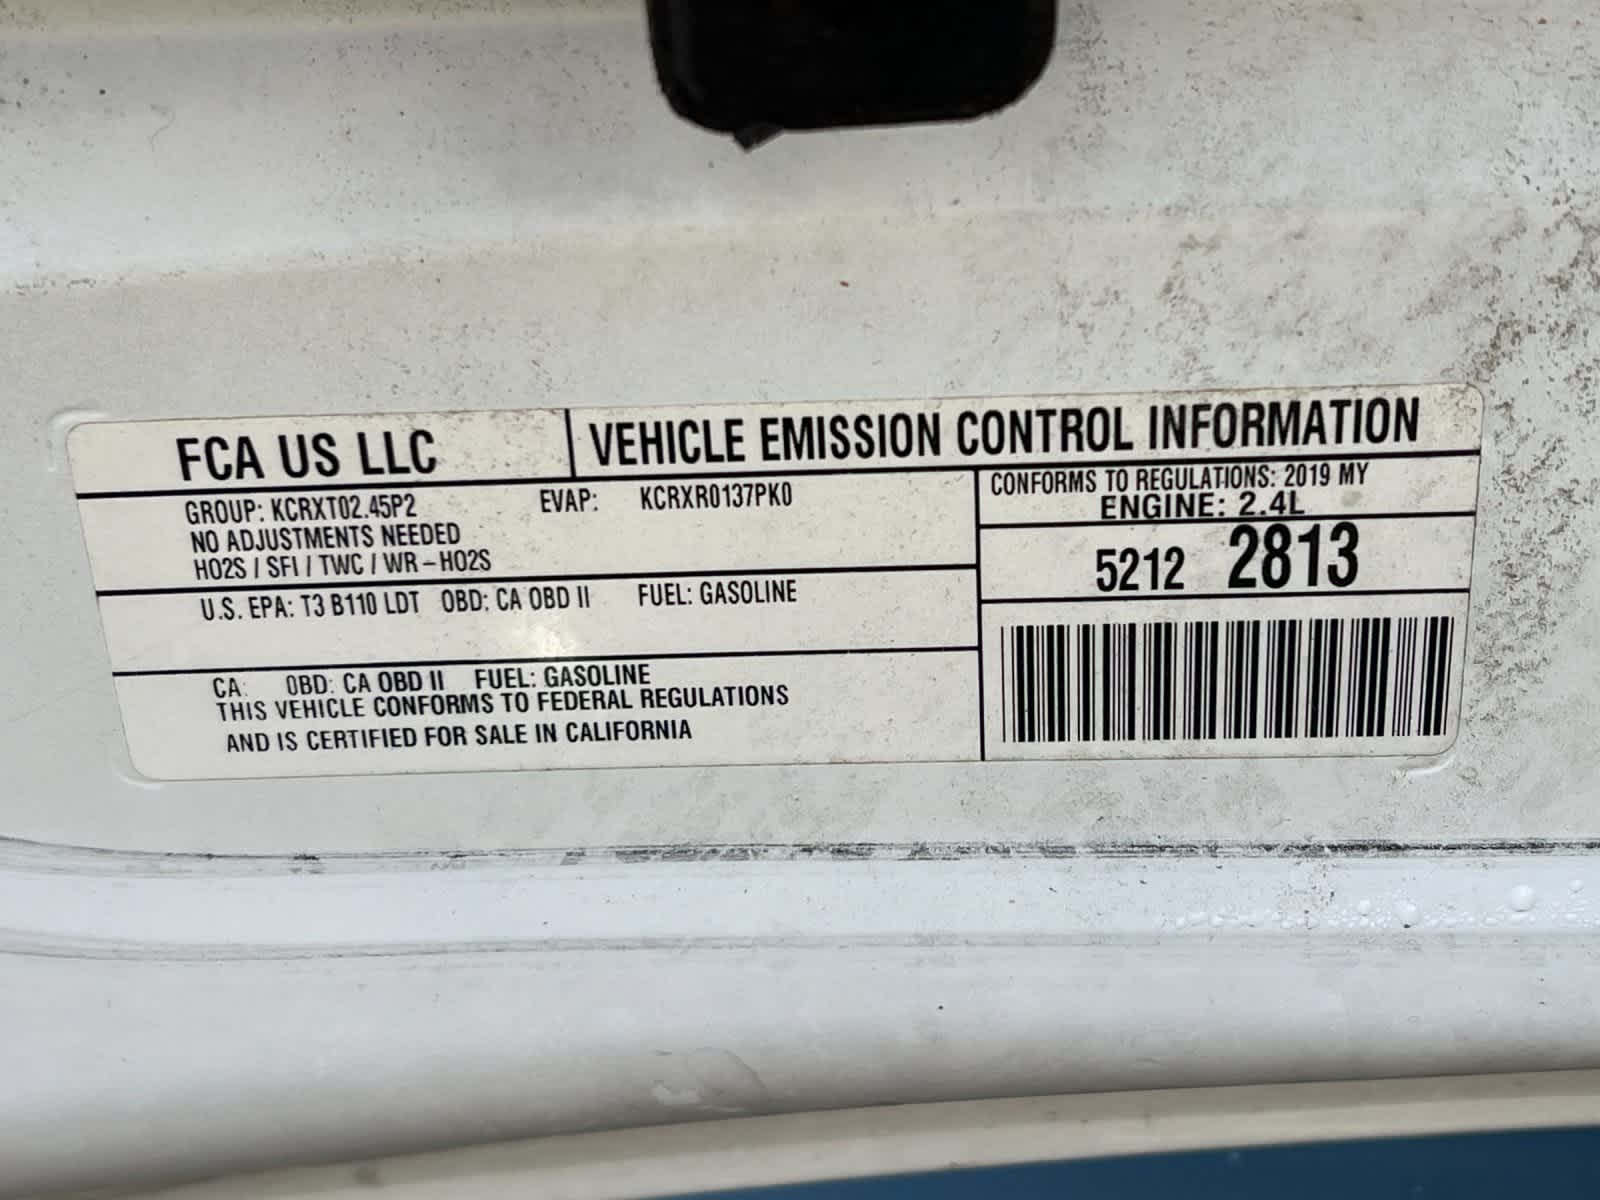 FCA US LLC
VEHICLE EMISSION CONTROL INFORMATION
GROUP: KCRXT02.45P2 EVAP: KCRXR0137PK0
NO ADJUSTMENTS NEEDED
HO2S / SFI / TWC / WR-HO2S
U.S. EPA: T3 B110 LDT OBD: CA OBD II FUEL: GASOLINE
CA: OBD: CA OBD II FUEL: GASOLINE
THIS VEHICLE CONFORMS TO FEDERAL REGULATIONS
AND IS CERTIFIED FOR SALE IN CALIFORNIA
CONFORMS TO REGULATIONS: 2019 MY
ENGINE: 2.4L
5212 2813